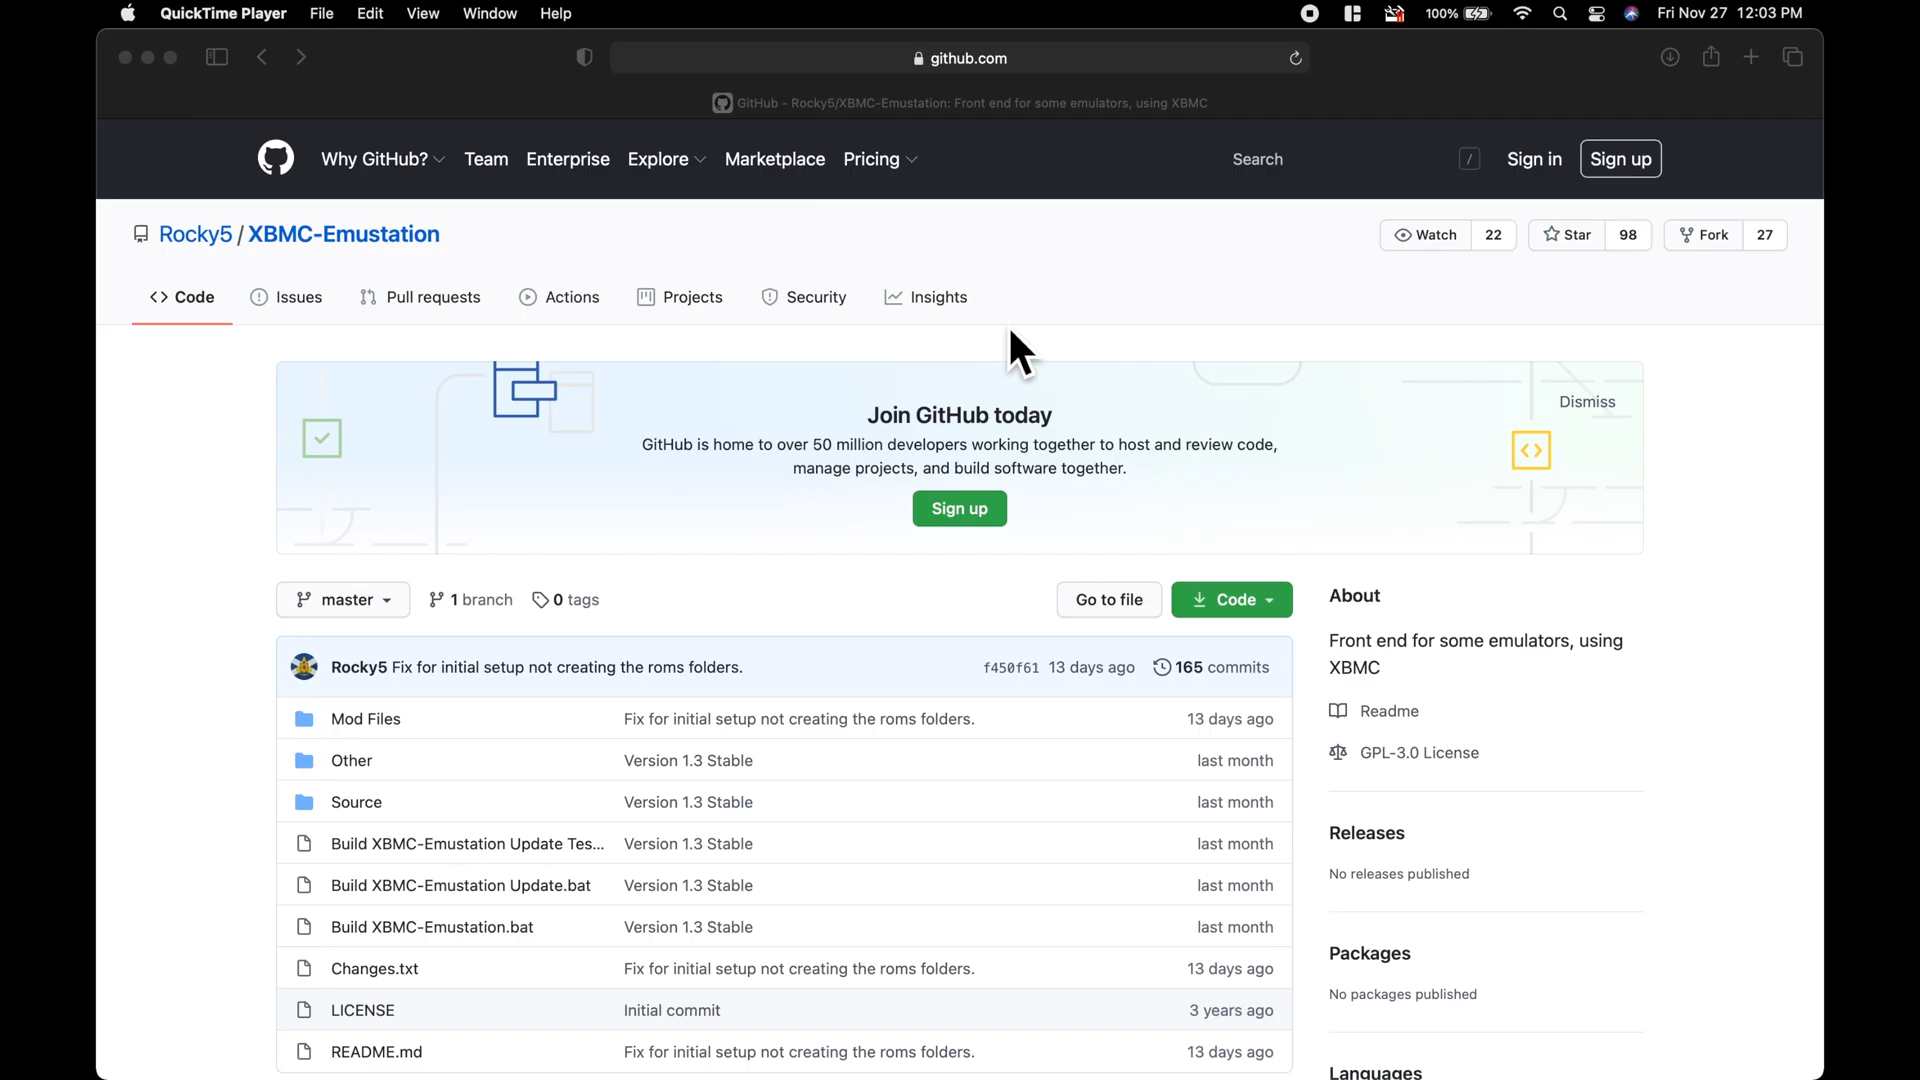 QuickTime Player File Edit View Window Help 100% Fri Nov 27 12:03 PM
github.com
GitHub - Rocky5/XBMC-Emustation: Front end for some emulators, using XBMC
Why GitHub? Team Enterprise Explore Marketplace Pricing Search / Sign in Sign up
Rocky5 / XBMC-Emustation Watch 22 Star 98 Fork 27
Code Issues Pull requests Actions Projects Security Insights
Dismiss
Join GitHub today
GitHub is home to over 50 million developers working together to host and review code,
manage projects, and build software together.
Sign up
master 1 branch 0 tags Go to file Code
Rocky5 Fix for initial setup not creating the roms folders. f450f61 13 days ago 165 commits
Mod Files Fix for initial setup not creating the roms folders. 13 days ago
Other Version 1.3 Stable last month
Source Version 1.3 Stable last month
Build XBMC-Emustation Update Tes... Version 1.3 Stable last month
Build XBMC-Emustation Update.bat Version 1.3 Stable last month
Build XBMC-Emustation.bat Version 1.3 Stable last month
Changes.txt Fix for initial setup not creating the roms folders. 13 days ago
LICENSE Initial commit 3 years ago
README.md Fix for initial setup not creating the roms folders. 13 days ago
About
Front end for some emulators, using
XBMC
Readme
GPL-3.0 License
Releases
No releases published
Packages
No packages published
Languages